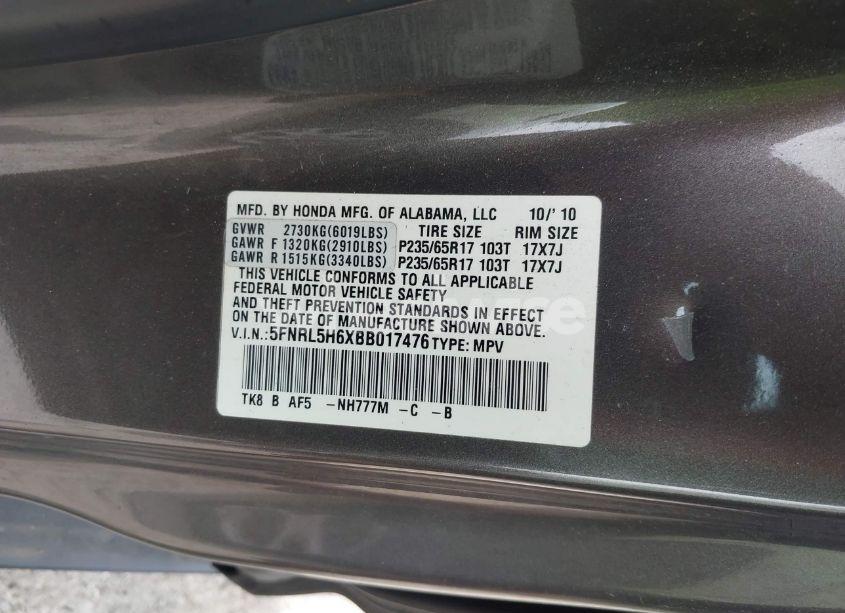 MFD. BY HONDA MFG. OF ALABAMA, LLC 10/' 10
GVWR 2730KG(6019LBS) TIRE SIZE RIM SIZE
GAWR F 1320KG(2910LBS) P235/65R17 103T 17X7J
GAWR R 1515KG(3340LBS) P235/65R17 103T 17X7J
THIS VEHICLE CONFORMS TO ALL APPLICABLE
FEDERAL MOTOR VEHICLE SAFETY
AND THEFT PREVENTION STANDARDS IN EFFECT
ON THE DATE OF MANUFACTURE SHOWN ABOVE.
V.I.N.:5FNRL5H6XBB017476 TYPE: MPV
TK8 B AF5 -NH777M -C -B